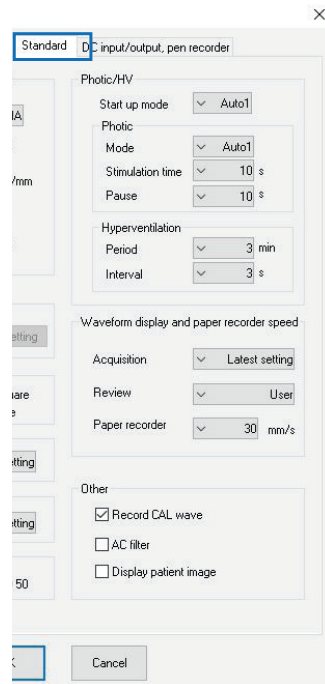 Standard
DC input/output, pen recorder
Photic/HV
Start up mode Auto1
Photic
Mode Auto1
Stimulation time 10 s
Pause 10 s
Hyperventilation
Period 3 min
Interval 3 s
Waveform display and paper recorder speed
Acquisition Latest setting
Review User
Paper recorder 30 mm/s
Other
Record CAL wave
AC filter
Display patient image
/mm
50
Cancel